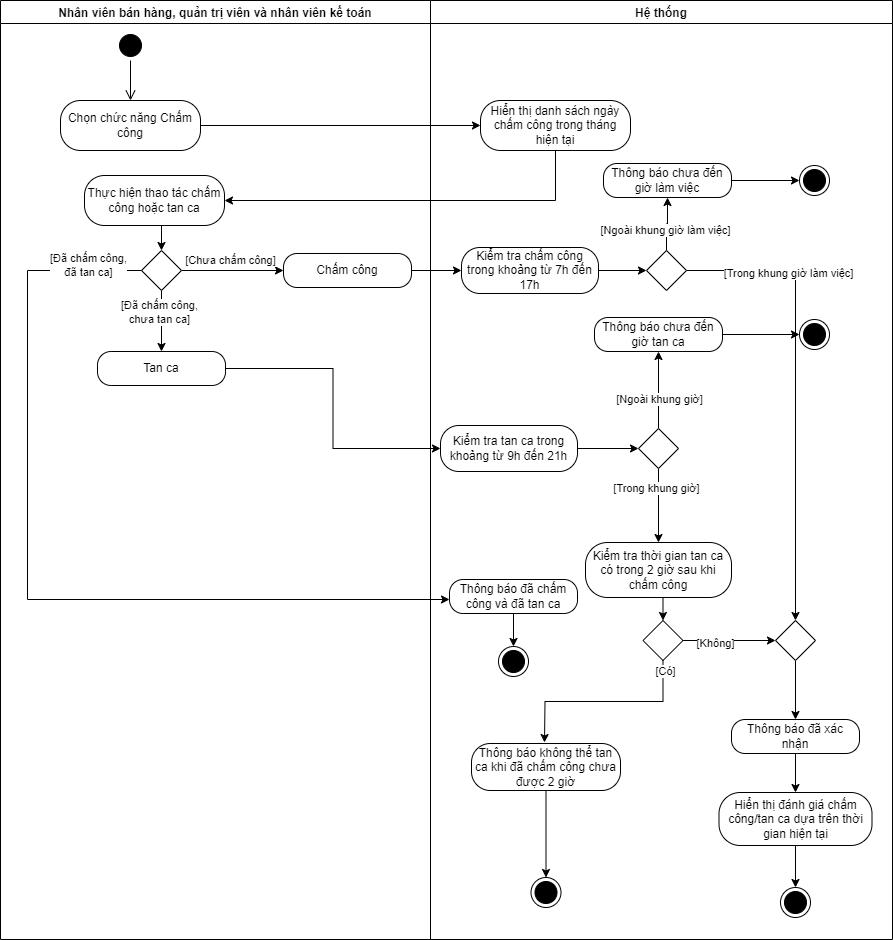 Nhân viên bán hàng, quản trị viên và nhân viên kế toán
Hệ thống
Chọn chức năng Chấm
công
Hiển thị danh sách ngày
chấm công trong tháng
hiện tại
Thực hiện thao tác chấm
công hoặc tan ca
Thông báo chưa đến
giờ làm việc
[Ngoài khung giờ làm việc]
[Đã chấm công,
đã tan ca]
[Chưa chấm công]
Chấm công
Kiểm tra chấm công
trong khoảng từ 7h đến
17h
[Trong khung giờ làm việc]
[Đã chấm công,
chưa tan ca]
Thông báo chưa đến
giờ tan ca
Tan ca
[Ngoài khung giờ]
Kiểm tra tan ca trong
khoảng từ 9h đến 21h
[Trong khung giờ]
Kiểm tra thời gian tan ca
có trong 2 giờ sau khi
chấm công
Thông báo đã chấm
công và đã tan ca
[Không]
[Có]
Thông báo đã xác
nhận
Thông báo không thể tan
ca khi đã chấm công chưa
được 2 giờ
Hiển thị đánh giá chấm
công/tan ca dựa trên thời
gian hiện tại